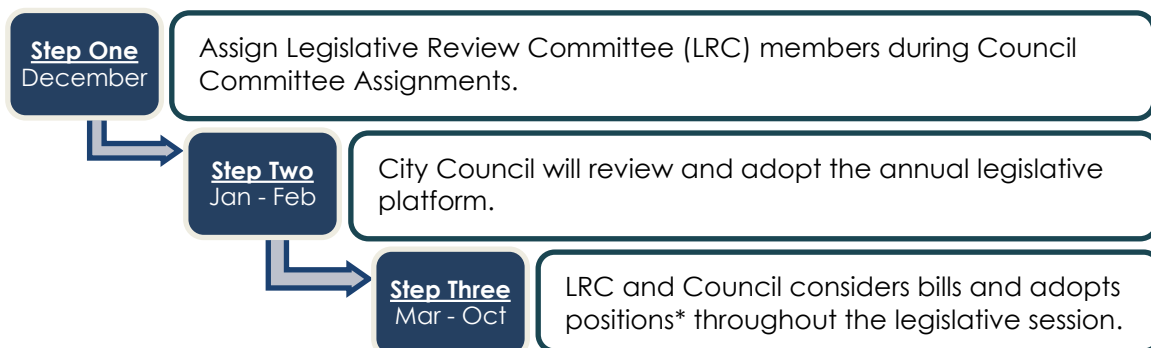 Step One
December
Assign Legislative Review Committee (LRC) members during Council
Committee Assignments.
Step Two
Jan - Feb
City Council will review and adopt the annual legislative
platform.
Step Three
Mar - Oct
LRC and Council considers bills and adopts
positions* throughout the legislative session.